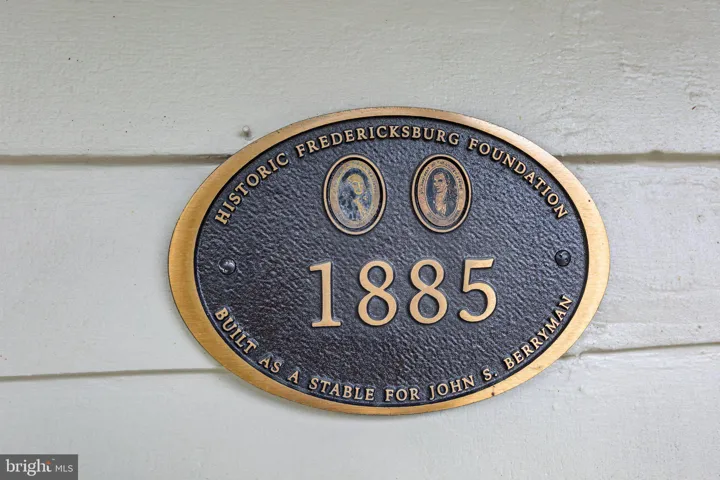 HISTORIC FREDERICKSBURG FOUNDATION
1885
BUILT AS A STABLE FOR JOHN S. BERRYMAN
bright MLS